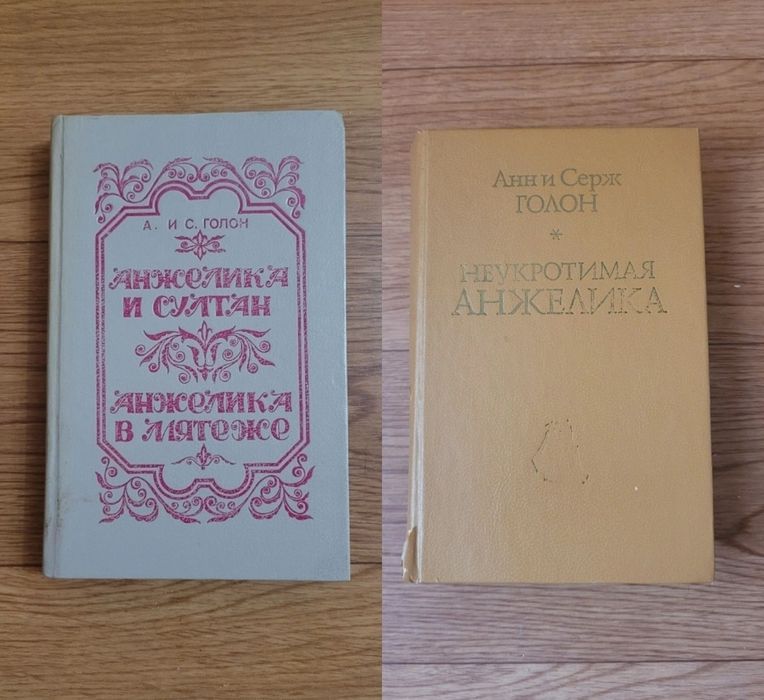 А. И С. ГОЛОН
АНЖЕЛИКА
И СУЛТАН
АНЖЕЛИКА
В МЯТЕЖЕ
Анн и Серж
ГОЛОН
*
НЕУКРОТИМАЯ
АНЖЕЛИКА